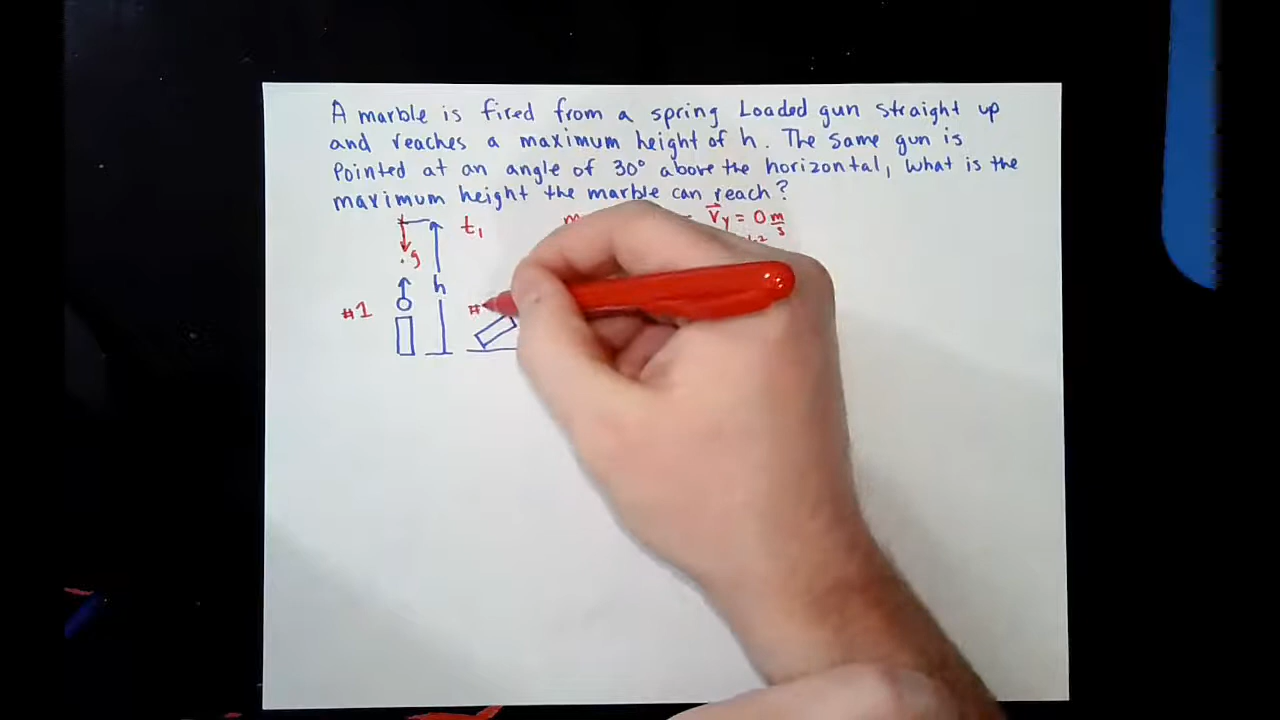 A marble is fired from a spring Loaded gun straight up
and reaches a maximum height of h. The same gun is
Pointed at an angle of 30° above the horizontal, what is the
maximum height the marble can reach?
t₁
V⃗y = 0 m/s
g
h
#1
#